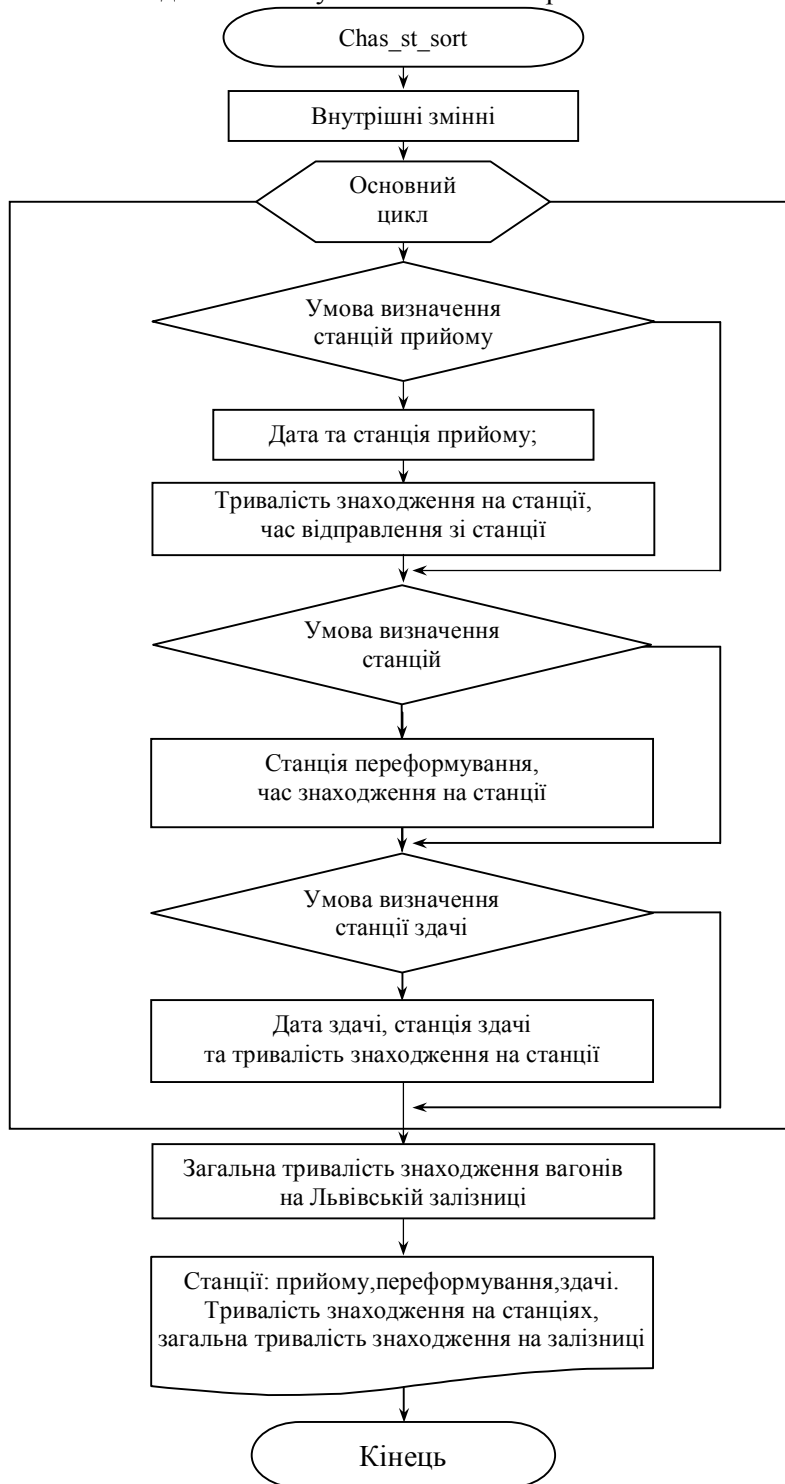 Chas_st_sort
Внутрішні змінні
Основний
цикл
Умова визначення
станцій прийому
Дата та станція прийому;
Тривалість знаходження на станції,
час відправлення зі станції
Умова визначення
станцій
Станція переформування,
час знаходження на станції
Умова визначення
станції здачі
Дата здачі, станція здачі
та тривалість знаходження на станції
Загальна тривалість знаходження вагонів
на Львівській залізниці
Станції: прийому,переформування,здачі.
Тривалість знаходження на станціях,
загальна тривалість знаходження на залізниці
Кінець